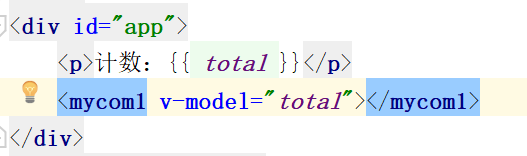 <div id="app">
<p>计数：{{ total }}</p>
<mycom1 v-model="total"></mycom1>
</div>